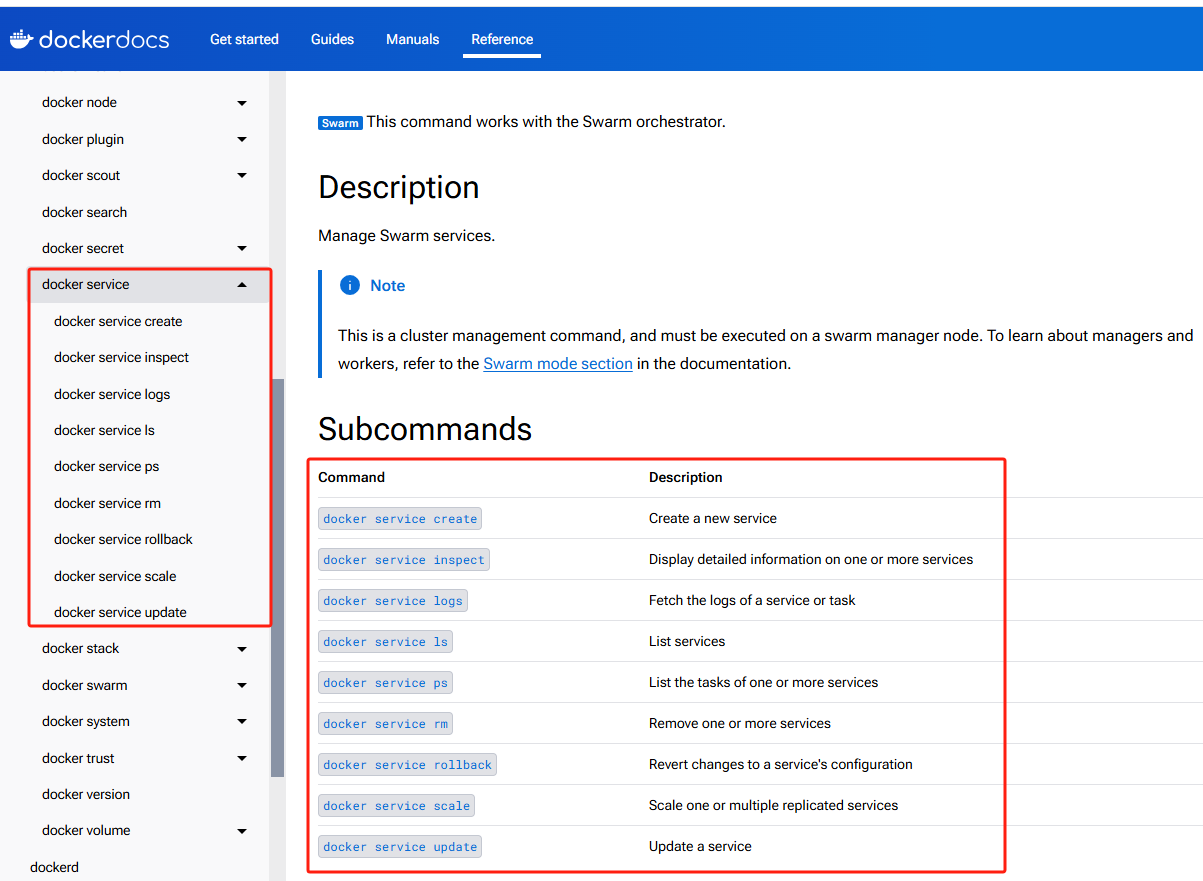 dockerdocs
Get started
Guides
Manuals
Reference
docker node
docker plugin
docker scout
docker search
docker secret
docker service
docker service create
docker service inspect
docker service logs
docker service ls
docker service ps
docker service rm
docker service rollback
docker service scale
docker service update
docker stack
docker swarm
docker system
docker trust
docker version
docker volume
dockerd
Swarm This command works with the Swarm orchestrator.
Description
Manage Swarm services.
Note
This is a cluster management command, and must be executed on a swarm manager node. To learn about managers and
workers, refer to the Swarm mode section in the documentation.
Subcommands
Command Description
docker service create Create a new service
docker service inspect Display detailed information on one or more services
docker service logs Fetch the logs of a service or task
docker service ls List services
docker service ps List the tasks of one or more services
docker service rm Remove one or more services
docker service rollback Revert changes to a service's configuration
docker service scale Scale one or multiple replicated services
docker service update Update a service